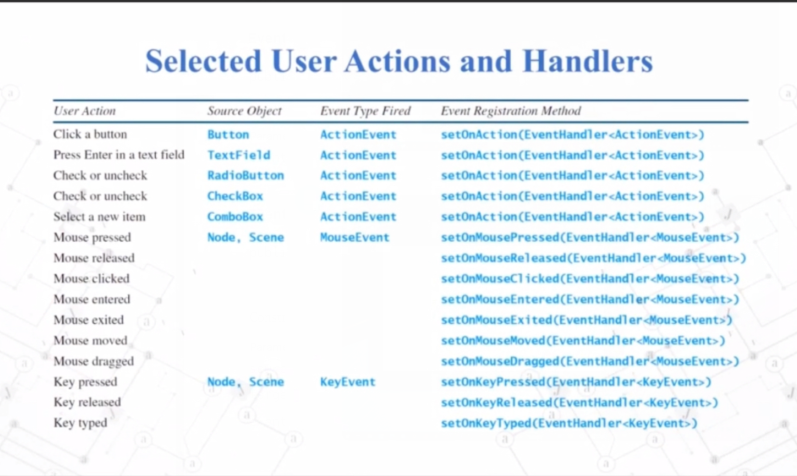 Selected User Actions and Handlers
User Action Source Object Event Type Fired Event Registration Method
Click a button Button ActionEvent setOnAction(EventHandler<ActionEvent>)
Press Enter in a text field TextField ActionEvent setOnAction(EventHandler<ActionEvent>)
Check or uncheck RadioButton ActionEvent setOnAction(EventHandler<ActionEvent>)
Check or uncheck CheckBox ActionEvent setOnAction(EventHandler<ActionEvent>)
Select a new item ComboBox ActionEvent setOnAction(EventHandler<ActionEvent>)
Mouse pressed Node, Scene MouseEvent setOnMousePressed(EventHandler<MouseEvent>)
Mouse released setOnMouseReleased(EventHandler<MouseEvent>)
Mouse clicked setOnMouseClicked(EventHandler<MouseEvent>)
Mouse entered setOnMouseEntered(EventHandler<MouseEvent>)
Mouse exited setOnMouseExited(EventHandler<MouseEvent>)
Mouse moved setOnMouseMoved(EventHandler<MouseEvent>)
Mouse dragged setOnMouseDragged(EventHandler<MouseEvent>)
Key pressed Node, Scene KeyEvent setOnKeyPressed(EventHandler<KeyEvent>)
Key released setOnKeyReleased(EventHandler<KeyEvent>)
Key typed setOnKeyTyped(EventHandler<KeyEvent>)